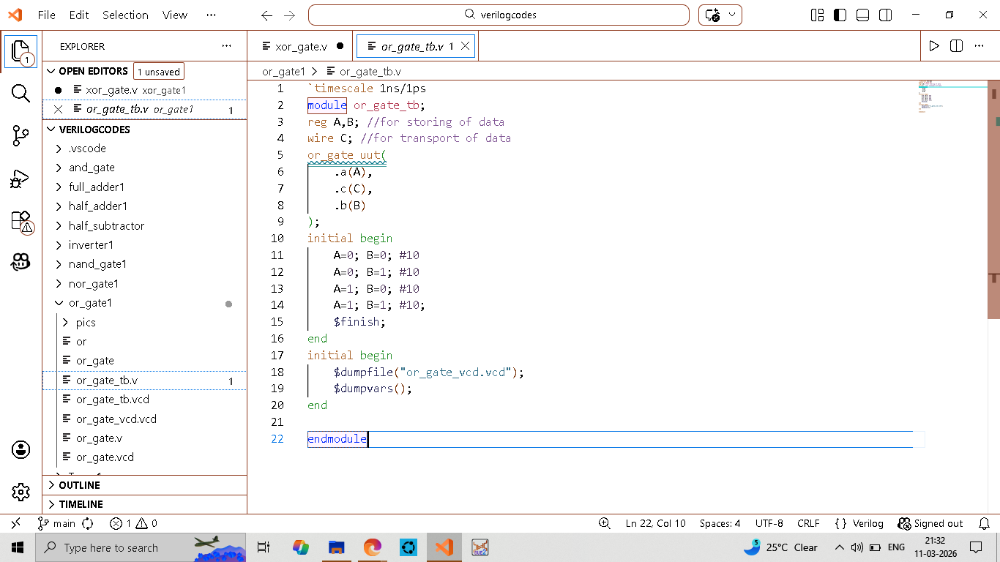 File Edit Selection View ···
verilogcodes
EXPLORER ···
OPEN EDITORS 1 unsaved
xor_gate.v xor_gate1
or_gate_tb.v or_gate1 1
VERILOGCODES
.vscode
and_gate
full_adder1
half_adder1
half_subtractor
inverter1
nand_gate1
nor_gate1
or_gate1
pics
or
or_gate
or_gate_tb.v 1
or_gate_tb.vcd
or_gate_vcd.vcd
or_gate.v
or_gate.vcd
OUTLINE
TIMELINE
1
xor_gate.v
or_gate_tb.v 1
···
or_gate1 > or_gate_tb.v
1 `timescale 1ns/1ps
2 module or_gate_tb;
3 reg A,B; //for storing of data
4 wire C; //for transport of data
5 or_gate uut(
6 .a(A),
7 .c(C),
8 .b(B)
9 );
10 initial begin
11 A=0; B=0; #10
12 A=0; B=1; #10
13 A=1; B=0; #10
14 A=1; B=1; #10;
15 $finish;
16 end
17 initial begin
18 $dumpfile("or_gate_vcd.vcd");
19 $dumpvars();
20 end
21
22 endmodule
main 1 0 Ln 22, Col 10 Spaces: 4 UTF-8 CRLF {} Verilog Signed out
Type here to search 5 25°C Clear ENG 21:32
11-03-2026